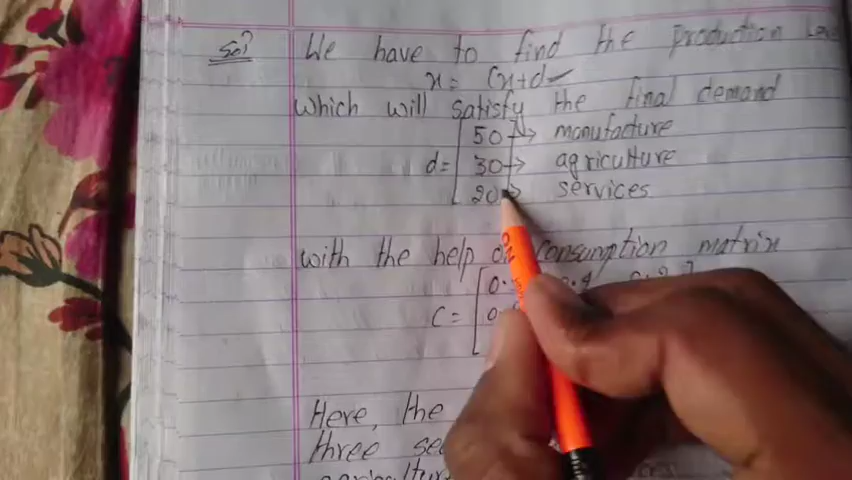 Sol? We have to find the production
x = Cx+d
which will satisfy the final demand
50 → manufacture
d = 30 → agriculture
20 → services
with the help of consumption matrix
C = 0.
Here, the
three